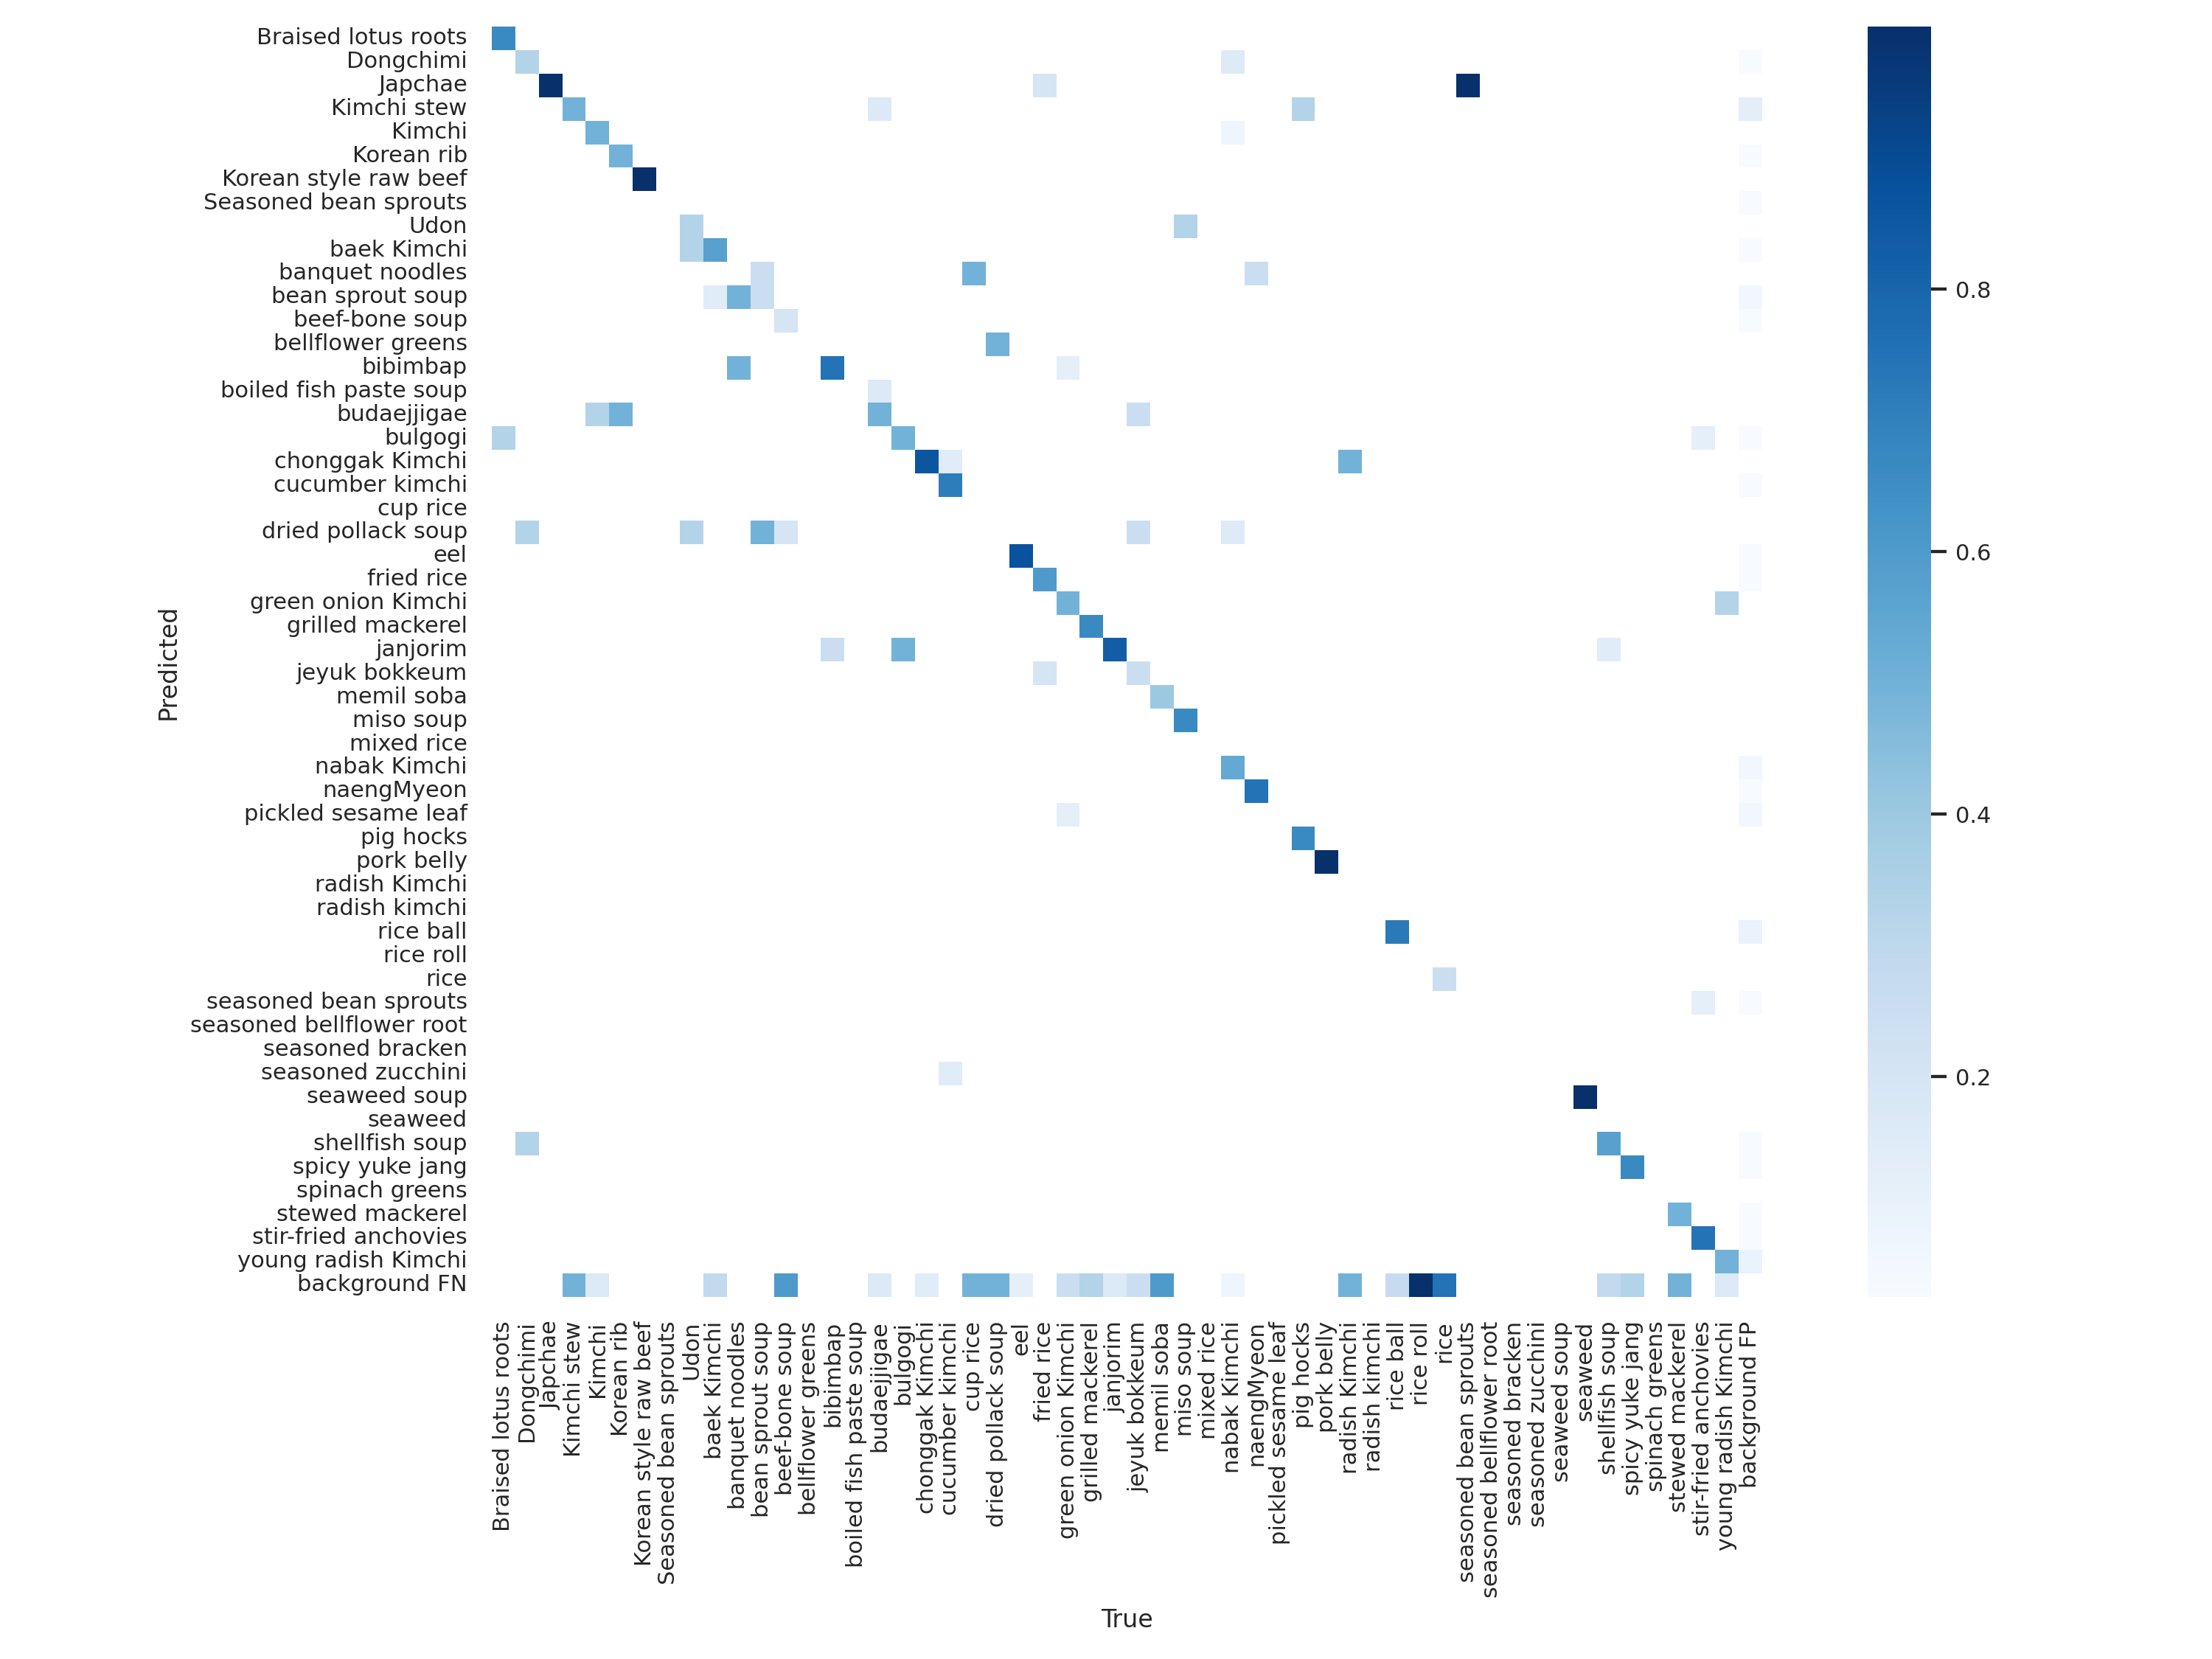 Braised lotus roots
Dongchimi
Japchae
Kimchi stew
Kimchi
Korean rib
Korean style raw beef
Seasoned bean sprouts
Udon
baek Kimchi
banquet noodles
bean sprout soup
beef-bone soup
bellflower greens
bibimbap
boiled fish paste soup
budaejjigae
bulgogi
chonggak Kimchi
cucumber kimchi
cup rice
dried pollack soup
eel
fried rice
green onion Kimchi
grilled mackerel
janjorim
jeyuk bokkeum
memil soba
miso soup
mixed rice
nabak Kimchi
naengMyeon
pickled sesame leaf
pig hocks
pork belly
radish Kimchi
radish kimchi
rice ball
rice roll
rice
seasoned bean sprouts
seasoned bellflower root
seasoned bracken
seasoned zucchini
seaweed soup
seaweed
shellfish soup
spicy yuke jang
spinach greens
stewed mackerel
stir-fried anchovies
young radish Kimchi
background FN
Predicted
Braised lotus roots
Dongchimi
Japchae
Kimchi stew
Kimchi
Korean rib
Korean style raw beef
Seasoned bean sprouts
Udon
baek Kimchi
banquet noodles
bean sprout soup
beef-bone soup
bellflower greens
bibimbap
boiled fish paste soup
budaejjigae
bulgogi
chonggak Kimchi
cucumber kimchi
cup rice
dried pollack soup
eel
fried rice
green onion Kimchi
grilled mackerel
janjorim
jeyuk bokkeum
memil soba
miso soup
mixed rice
nabak Kimchi
naengMyeon
pickled sesame leaf
pig hocks
pork belly
radish Kimchi
radish kimchi
rice ball
rice roll
rice
seasoned bean sprouts
seasoned bellflower root
seasoned bracken
seasoned zucchini
seaweed soup
seaweed
shellfish soup
spicy yuke jang
spinach greens
stewed mackerel
stir-fried anchovies
young radish Kimchi
background FP
True
0.8
0.6
0.4
0.2